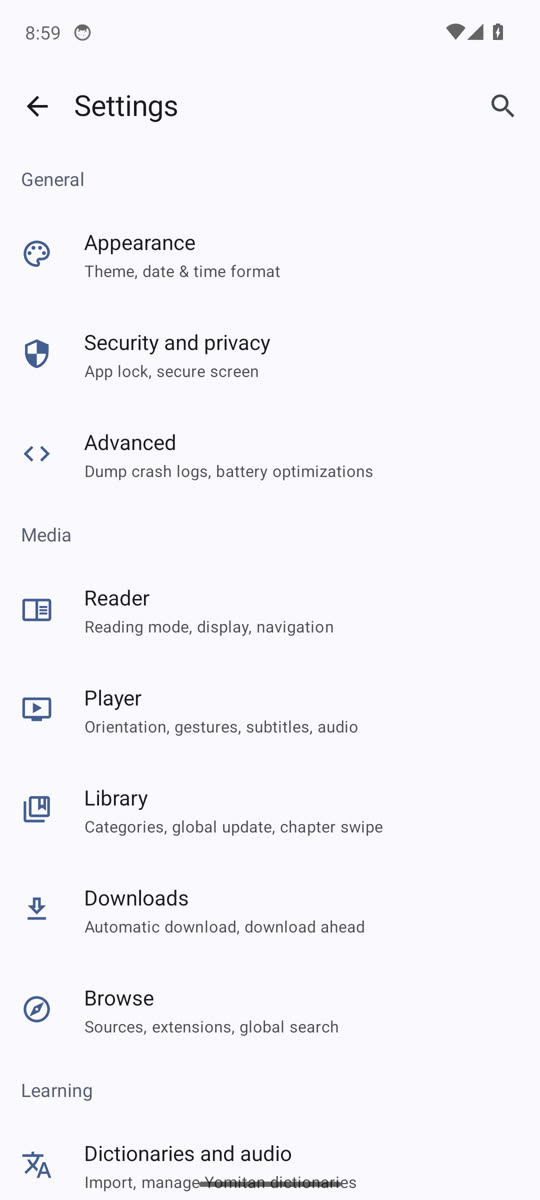 8:59
Settings
General
Appearance
Theme, date & time format
Security and privacy
App lock, secure screen
Advanced
Dump crash logs, battery optimizations
Media
Reader
Reading mode, display, navigation
Player
Orientation, gestures, subtitles, audio
Library
Categories, global update, chapter swipe
Downloads
Automatic download, download ahead
Browse
Sources, extensions, global search
Learning
Dictionaries and audio
Import, manage Yomitan dictionaries